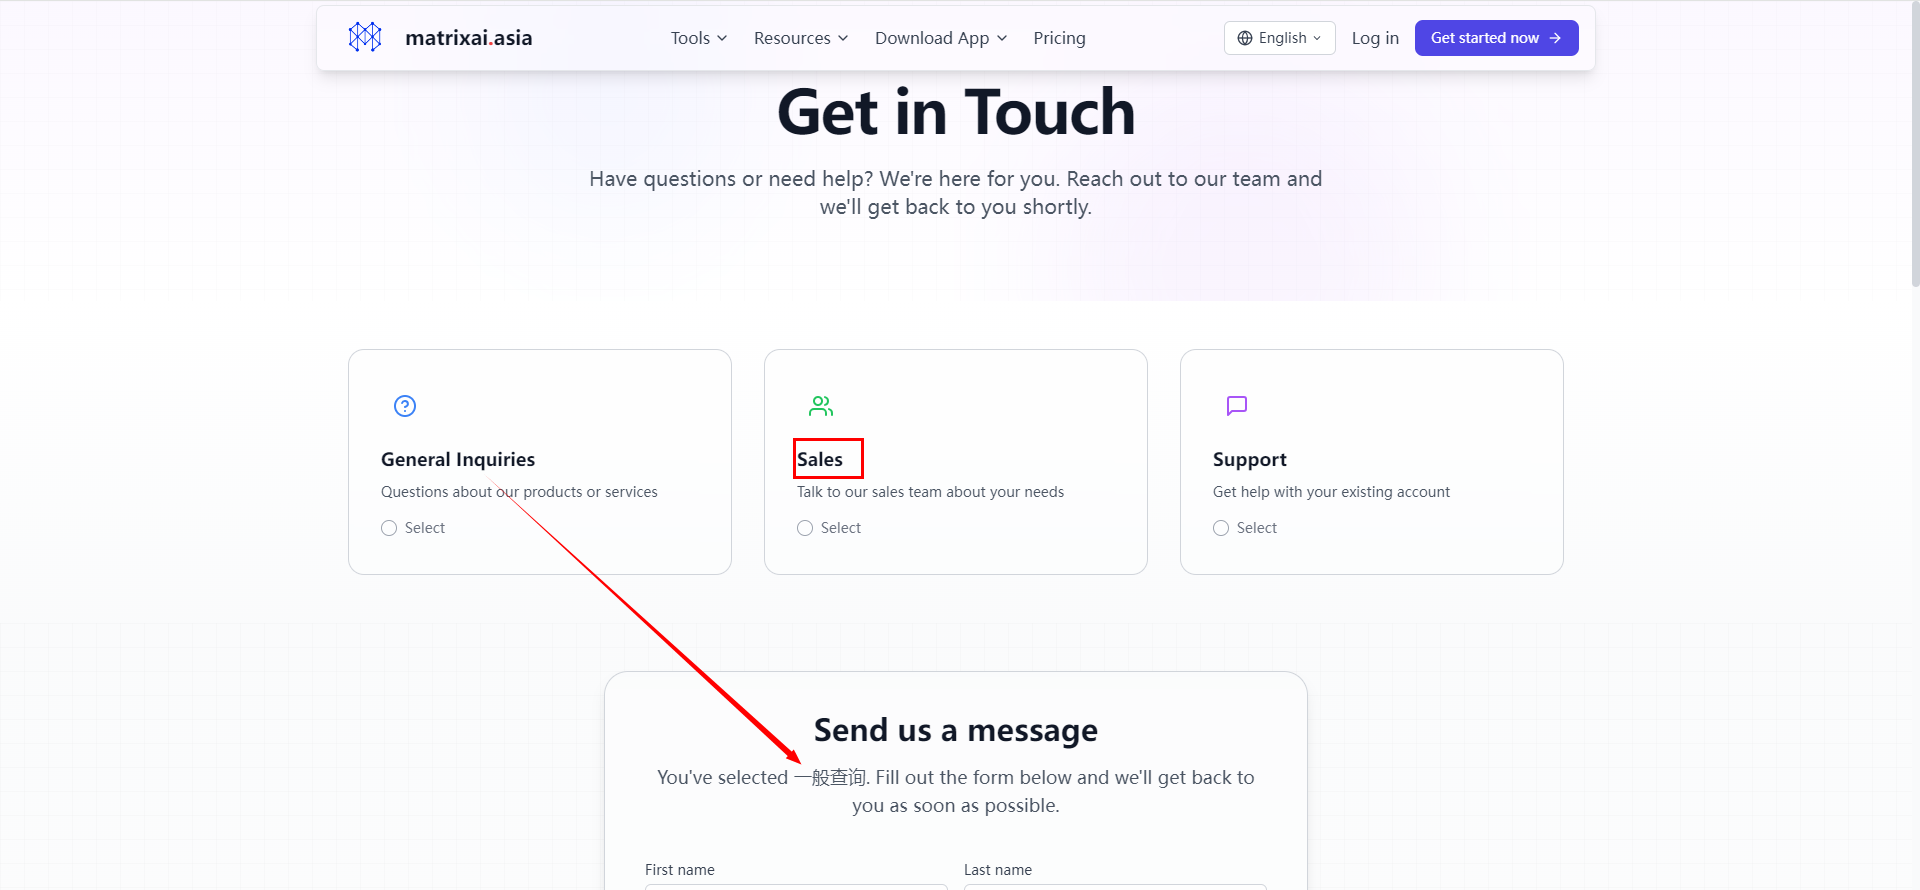 matrixai.asia
Tools
Resources
Download App
Pricing
English
Log in
Get started now
Get in Touch
Have questions or need help? We're here for you. Reach out to our team and
we'll get back to you shortly.
General Inquiries
Questions about our products or services
Select
Sales
Talk to our sales team about your needs
Select
Support
Get help with your existing account
Select
Send us a message
You've selected 一般查询. Fill out the form below and we'll get back to
you as soon as possible.
First name
Last name